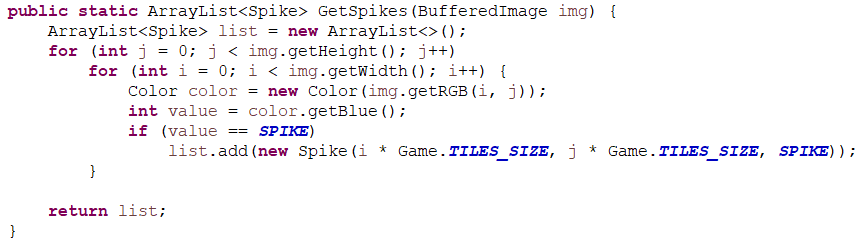 public static ArrayList<Spike> GetSpikes(BufferedImage img) {
    ArrayList<Spike> list = new ArrayList<>();
    for (int j = 0; j < img.getHeight(); j++)
        for (int i = 0; i < img.getWidth(); i++) {
            Color color = new Color(img.getRGB(i, j));
            int value = color.getBlue();
            if (value == SPIKE)
                list.add(new Spike(i * Game.TILES_SIZE, j * Game.TILES_SIZE, SPIKE));
        }

    return list;
}